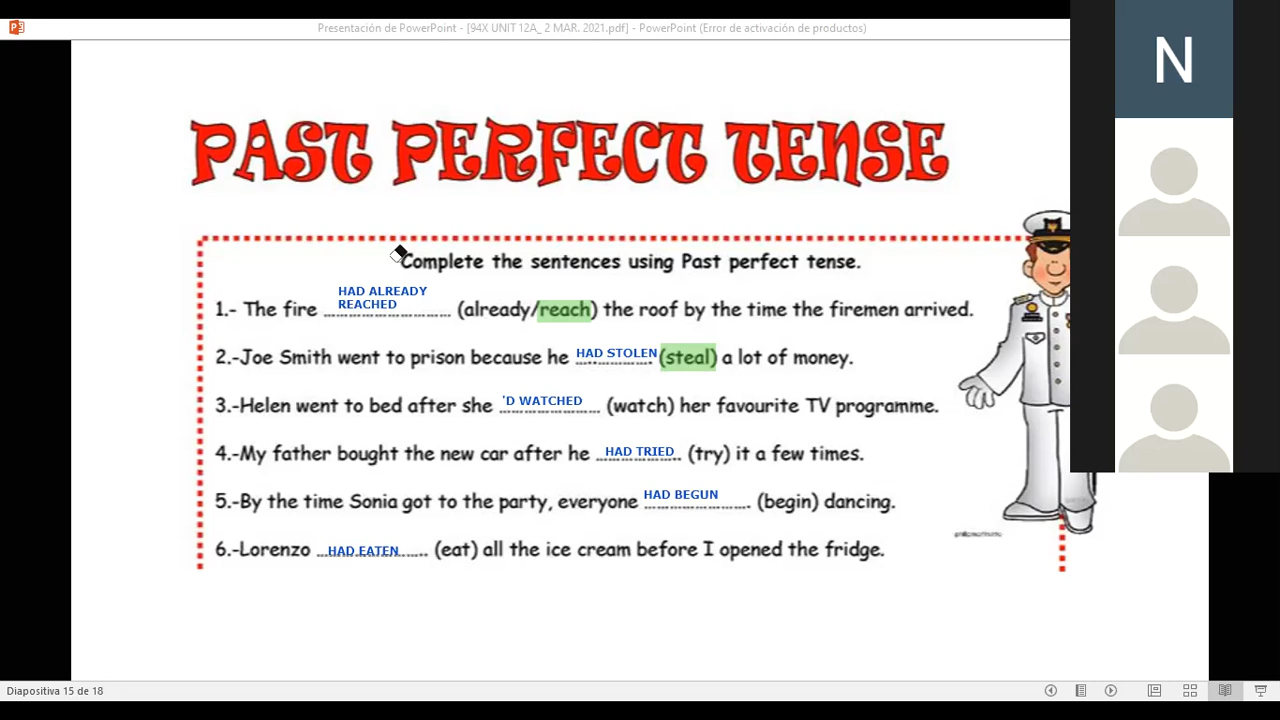 Presentación de PowerPoint - [94X UNIT 12A_ 2 MAR. 2021.pdf] - PowerPoint (Error de activación de productos)
N
PAST PERFECT TENSE
Complete the sentences using Past perfect tense.
HAD ALREADY
REACHED
1.- The fire ............................ (already/reach) the roof by the time the firemen arrived.
2.-Joe Smith went to prison because he HAD STOLEN (steal) a lot of money.
3.-Helen went to bed after she 'D WATCHED (watch) her favourite TV programme.
4.-My father bought the new car after he HAD TRIED (try) it a few times.
5.-By the time Sonia got to the party, everyone HAD BEGUN (begin) dancing.
6.-Lorenzo HAD EATEN (eat) all the ice cream before I opened the fridge.
Diapositiva 15 de 18